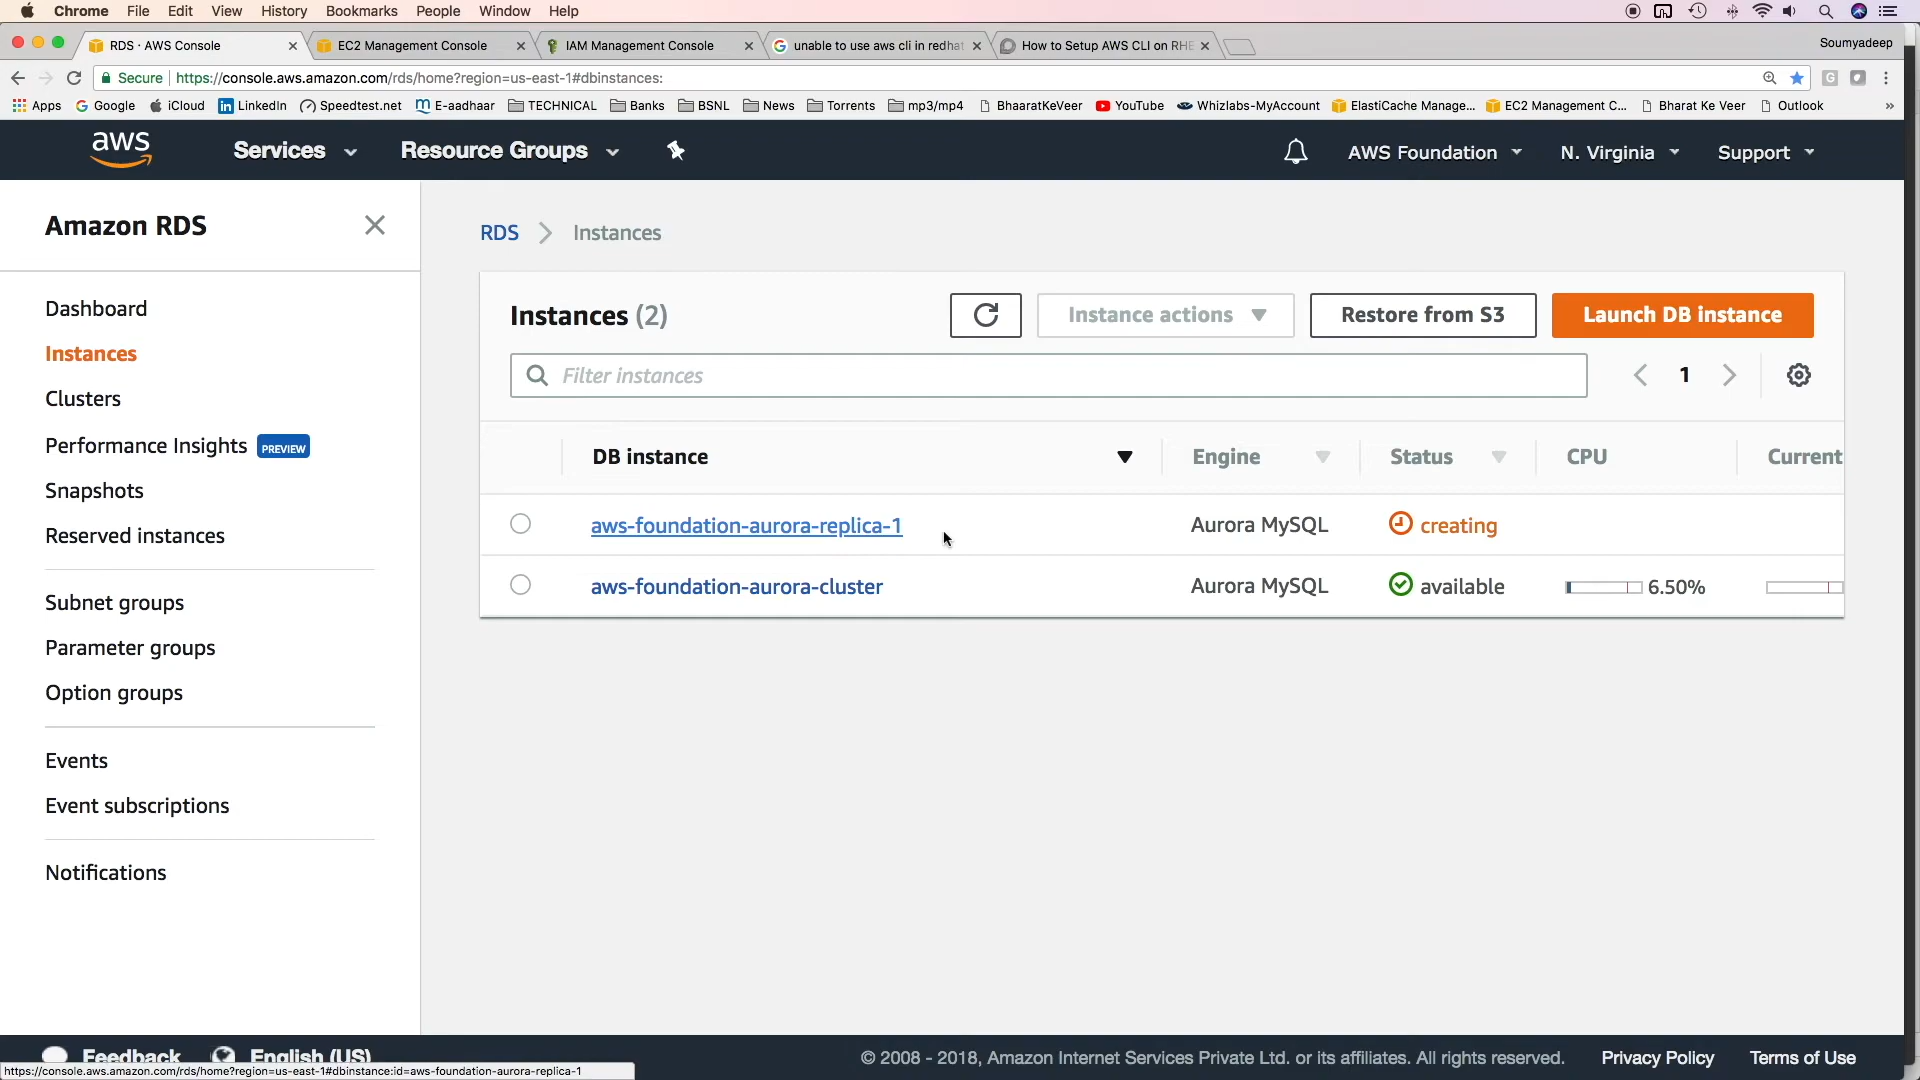 Chrome File Edit View History Bookmarks People Window Help
RDS · AWS Console EC2 Management Console IAM Management Console unable to use aws cli in redhat How to Setup AWS CLI on RHE Soumyadeep
Secure https://console.aws.amazon.com/rds/home?region=us-east-1#dbinstances:
Apps Google iCloud LinkedIn Speedtest.net E-aadhaar TECHNICAL Banks BSNL News Torrents mp3/mp4 BhaaratKeVeer YouTube Whizlabs-MyAccount ElastiCache Manage... EC2 Management C... Bharat Ke Veer Outlook »
aws Services Resource Groups AWS Foundation N. Virginia Support
Amazon RDS
Dashboard
Instances
Clusters
Performance Insights PREVIEW
Snapshots
Reserved instances
Subnet groups
Parameter groups
Option groups
Events
Event subscriptions
Notifications
RDS Instances
Instances (2) Instance actions Restore from S3 Launch DB instance
Filter instances 1
DB instance Engine Status CPU Current
aws-foundation-aurora-replica-1 Aurora MySQL creating
aws-foundation-aurora-cluster Aurora MySQL available 6.50%
Feedback English (US) © 2008 - 2018, Amazon Internet Services Private Ltd. or its affiliates. All rights reserved. Privacy Policy Terms of Use
https://console.aws.amazon.com/rds/home?region=us-east-1#dbinstance:id=aws-foundation-aurora-replica-1